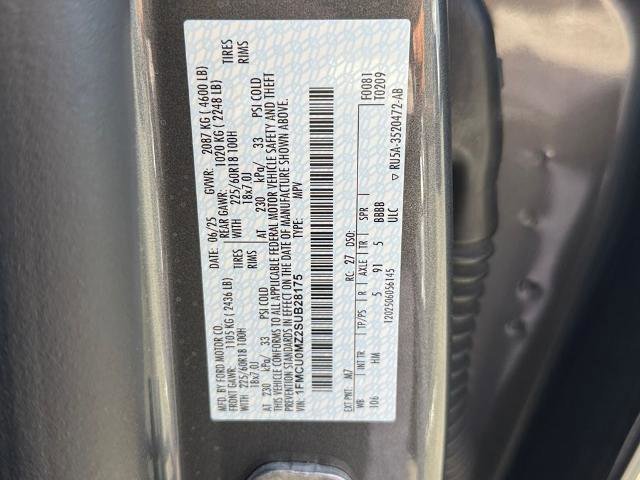 MFD. BY FORD MOTOR CO.
DATE: 06/25
GVWR: 2087 KG ( 4600 LB)
FRONT GAWR: 1105 KG ( 2436 LB)
REAR GAWR: 1020 KG ( 2248 LB)
WITH 225/60R18 100H TIRES
WITH 225/60R18 100H TIRES
18x7.0J RIMS
18x7.0J RIMS
AT 230 kPa/ 33 PSI COLD
AT 230 kPa/ 33 PSI COLD
THIS VEHICLE CONFORMS TO ALL APPLICABLE FEDERAL MOTOR VEHICLE SAFETY AND THEFT
PREVENTION STANDARDS IN EFFECT ON THE DATE OF MANUFACTURE SHOWN ABOVE.
VIN: 1FMCU0MZ2SUB28175
TYPE: MPV
F0081
T0209
EXT PNT: M7 RC: 27 DSO:
WB INT TR TP/PS R AXLE TR SPR
106 HM 5 91 5 BBBB
ULC
1202506056145
▽ RU5A-3520472-AB